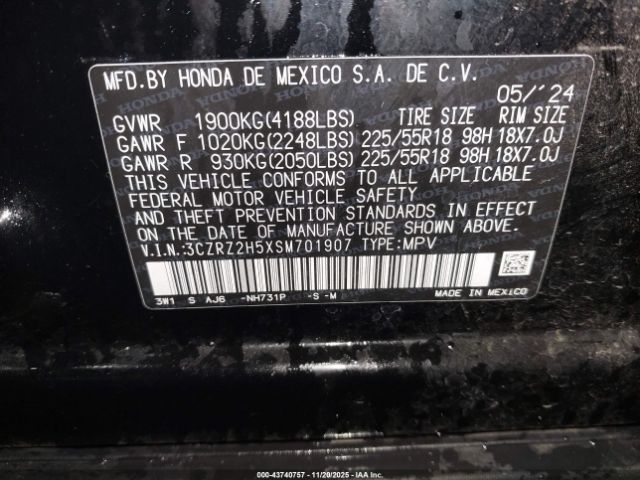 MFD.BY HONDA DE MEXICO S.A. DE C.V.
05/'24
GVWR 1900KG(4188LBS) TIRE SIZE RIM SIZE
GAWR F 1020KG(2248LBS) 225/55R18 98H 18X7.0J
GAWR R 930KG(2050LBS) 225/55R18 98H 18X7.0J
THIS VEHICLE CONFORMS TO ALL APPLICABLE
FEDERAL MOTOR VEHICLE SAFETY
AND THEFT PREVENTION STANDARDS IN EFFECT
ON THE DATE OF MANUFACTURE SHOWN ABOVE.
V.I.N.:3CZRZ2H5XSM701907 TYPE:MPV
3W1 S AJ6 -NH731P -S -M MADE IN MEXICO
000-43740757 - 11/20/2025 - IAA Inc.